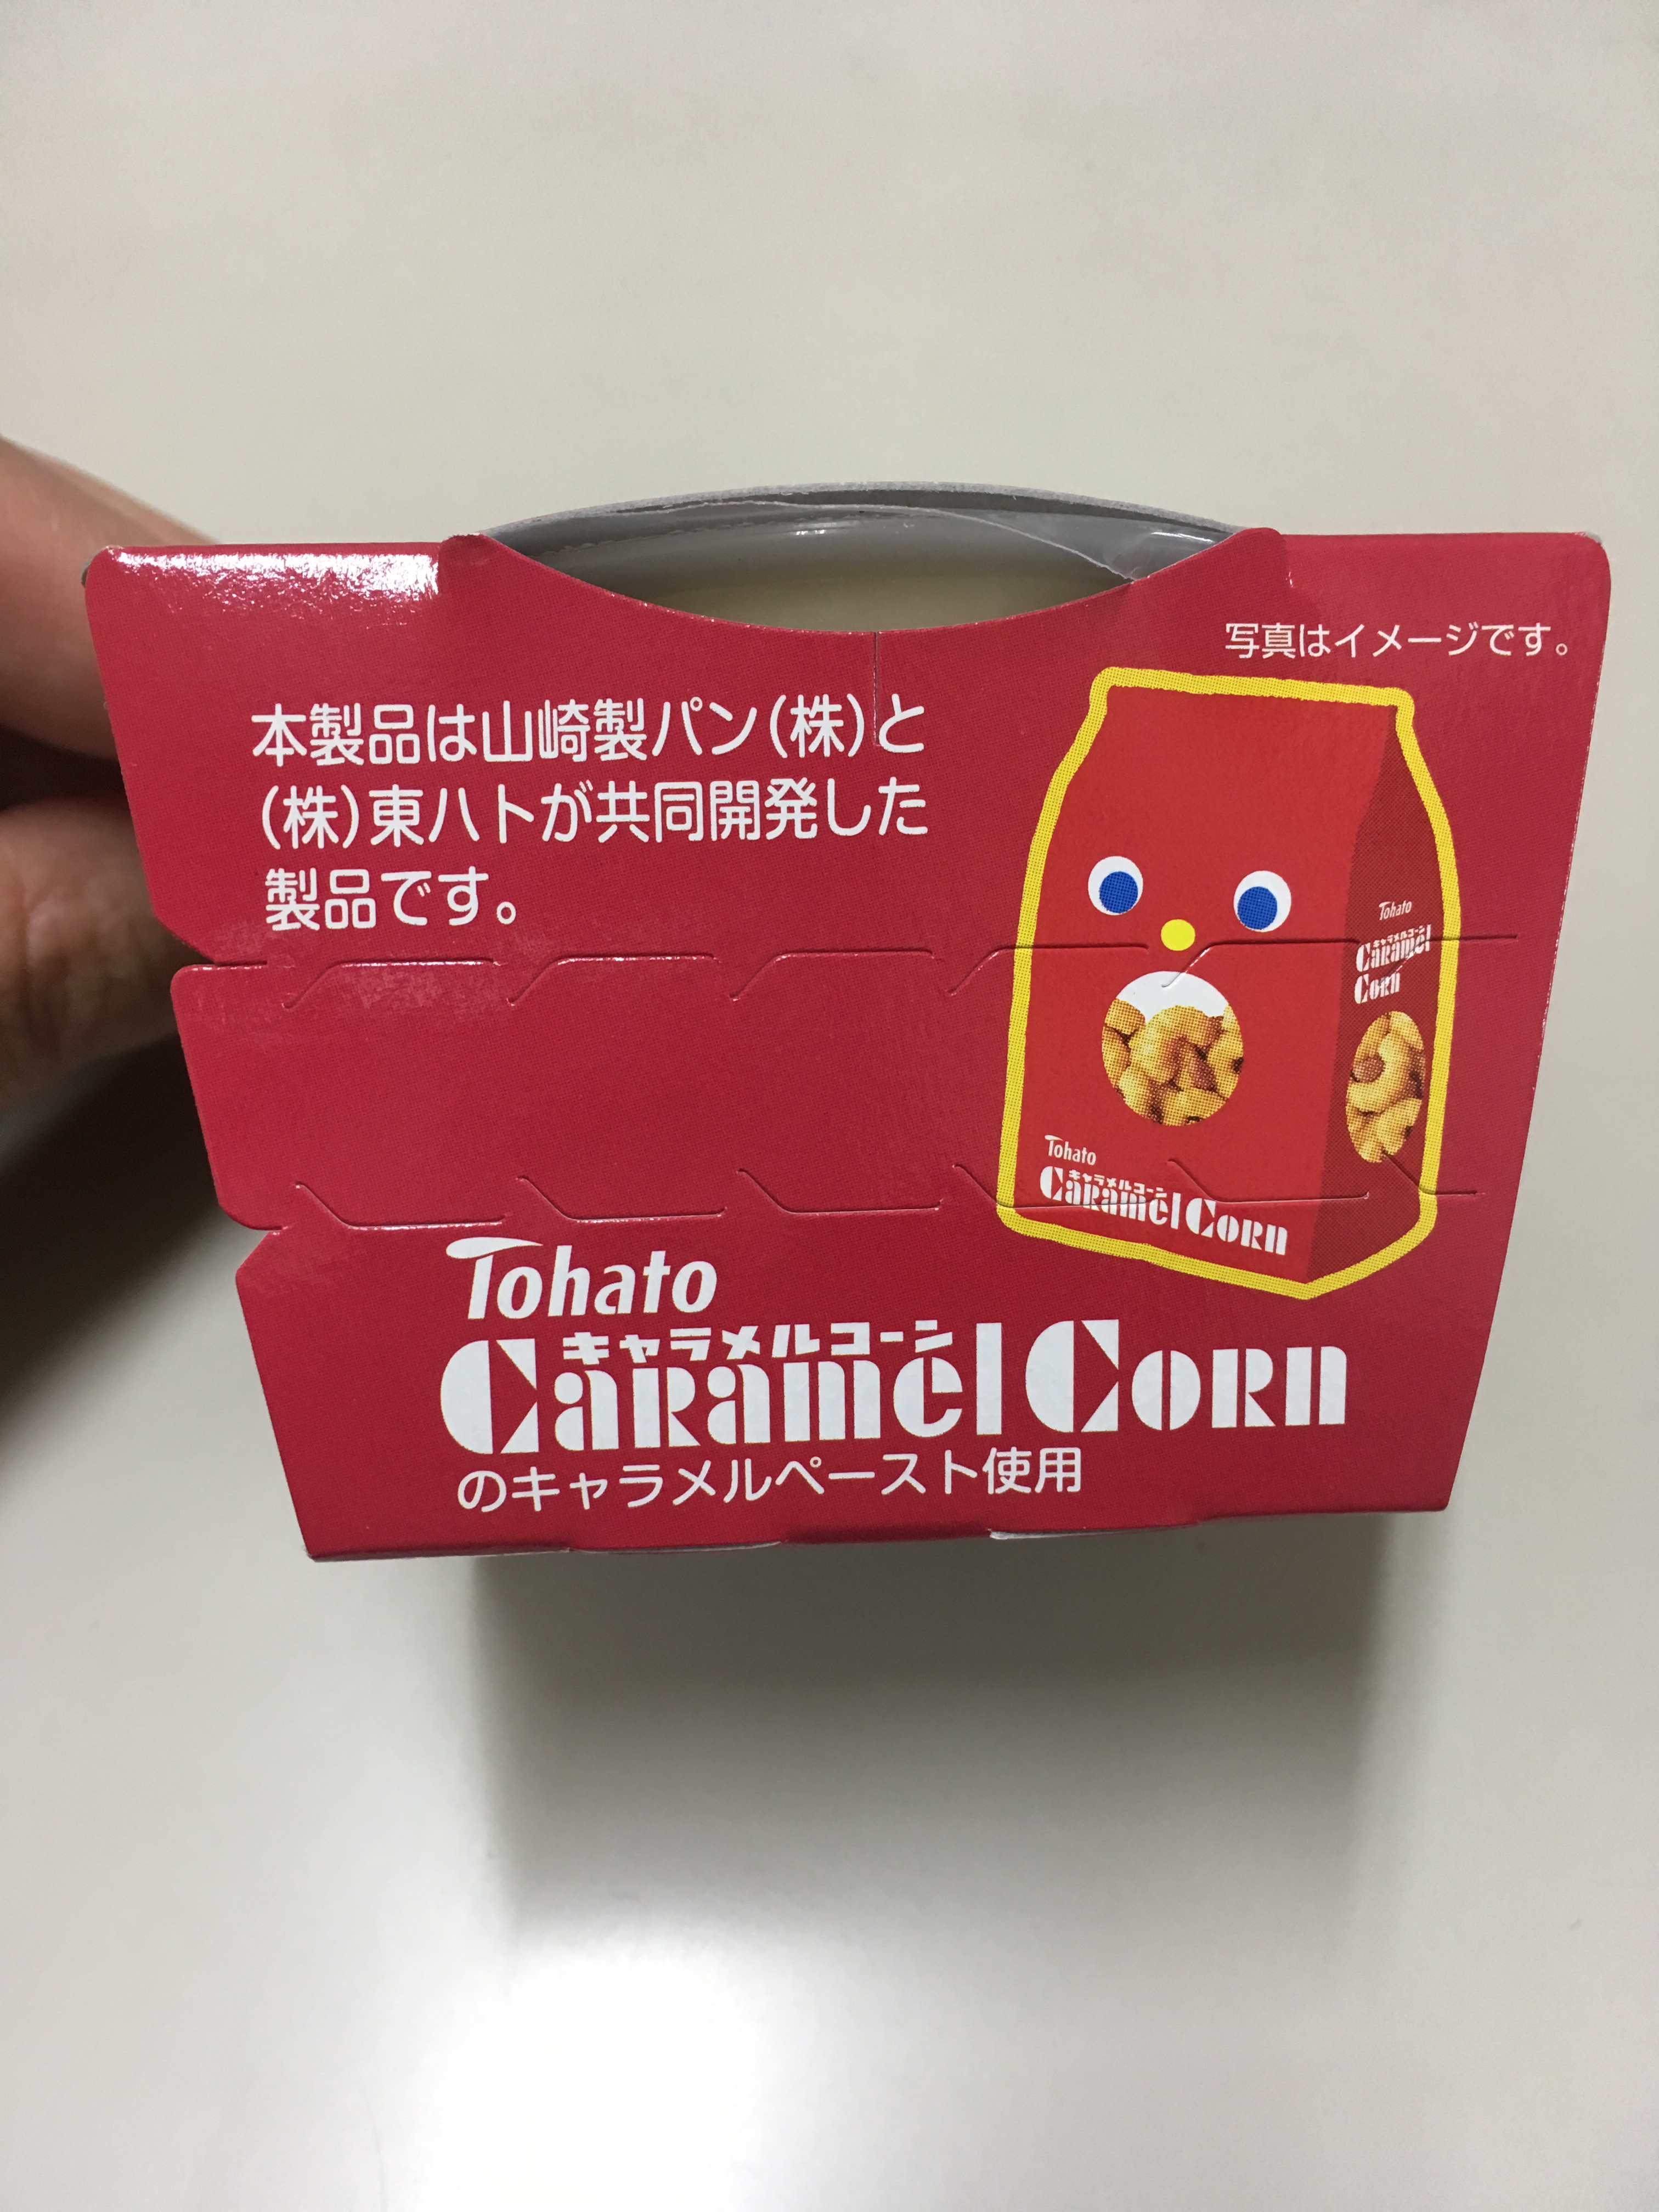 写真はイメージです。
本製品は山崎製パン(株)と
(株)東ハトが共同開発した
製品です。
Tohato
キャラメルコーン
Caramel
Corn
Tohato
キャラメルコーン
Caramel Corn
Tohato
キャラメルコーン
Caramel Corn
のキャラメルペースト使用